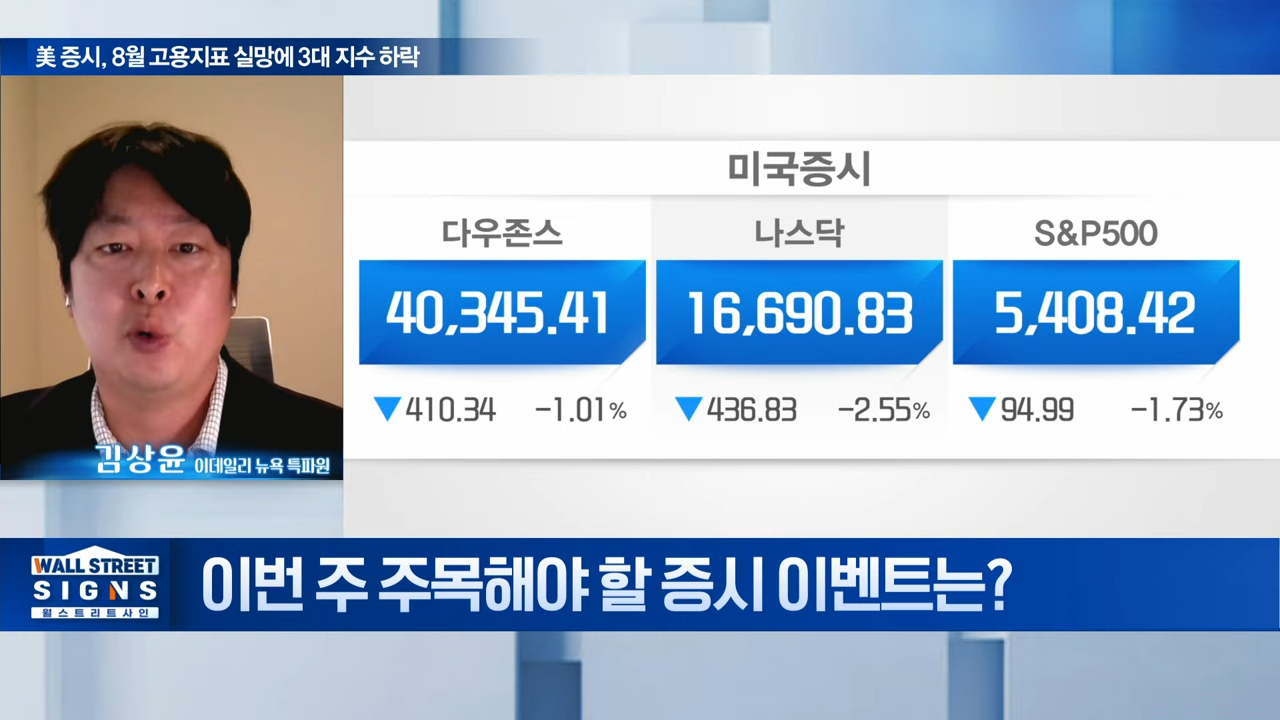 美 증시, 8월 고용지표 실망에 3대 지수 하락
미국증시
다우존스
나스닥
S&P500
40,345.41
16,690.83
5,408.42
▼410.34 -1.01%
▼436.83 -2.55%
▼94.99 -1.73%
김상윤 이데일리 뉴욕 특파원
WALL STREET
SIGNS
월스트리트사인
이번 주 주목해야 할 증시 이벤트는?